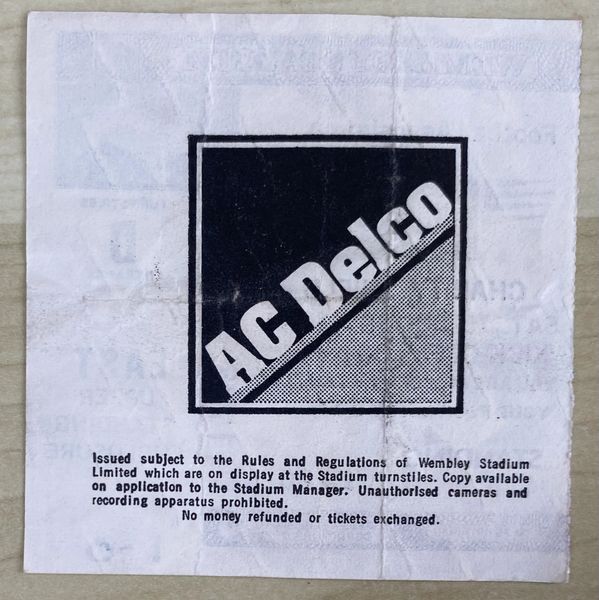 AC Delco
Issued subject to the Rules and Regulations of Wembley Stadium
Limited which are on display at the Stadium turnstiles. Copy available
on application to the Stadium Manager. Unauthorised cameras and
recording apparatus prohibited.
No money refunded or tickets exchanged.